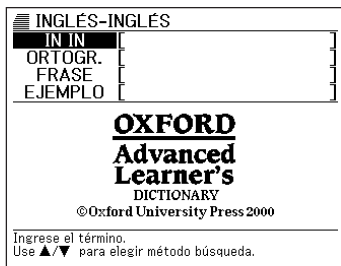 INGLÉS-INGLÉS
IN IN [ ]
ORTOGR. [ ]
FRASE [ ]
EJEMPLO [ ]
OXFORD
Advanced
Learner's
DICTIONARY
©Oxford University Press 2000
Ingrese el término.
Use ▲/▼ para elegir método búsqueda.